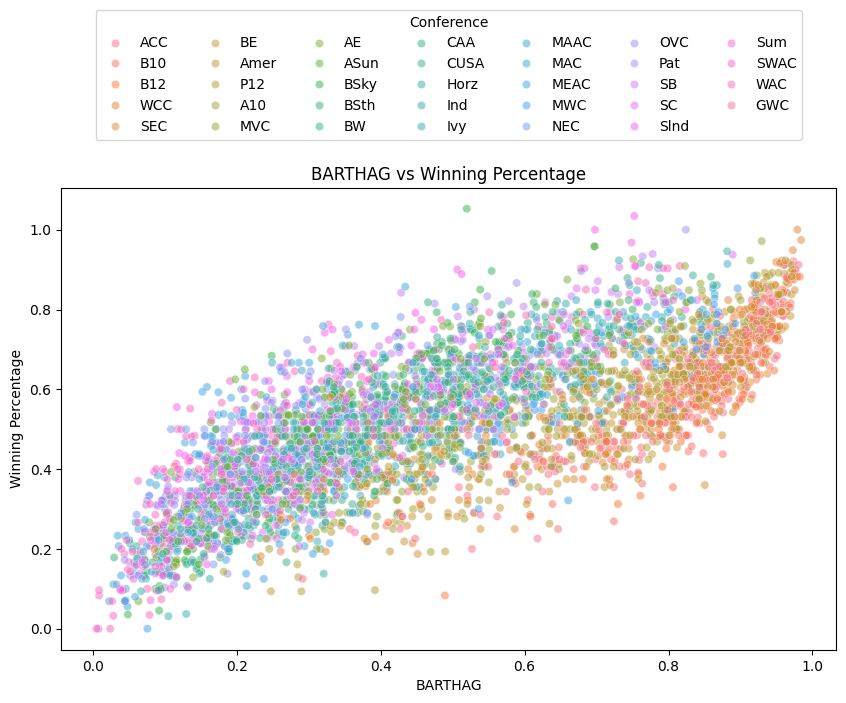 Conference
ACC BE AE CAA MAAC OVC Sum
B10 Amer ASun CUSA MAC Pat SWAC
B12 P12 BSky Horz MEAC SB WAC
WCC A10 BSth Ind MWC SC GWC
SEC MVC BW Ivy NEC Slnd
BARTHAG vs Winning Percentage
1.0
0.8
0.6
0.4
0.2
0.0
Winning Percentage
0.0 0.2 0.4 0.6 0.8 1.0
BARTHAG